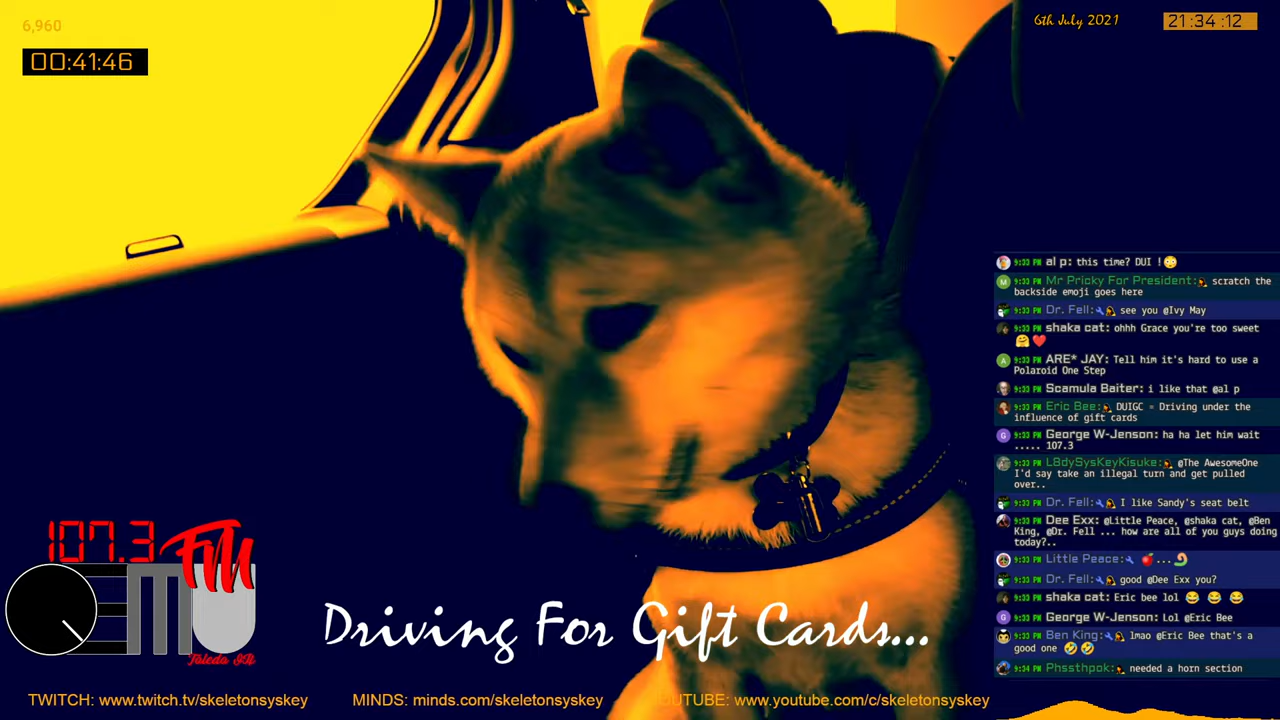 6,960
00:41:46
6th July 2021
21:34:12
9:33 PM al p: this time? DUI !😳
9:33 PM Mr Pricky For President: scratch the
backside emoji goes here
9:33 PM Dr. Fell: see you @Ivy May
9:33 PM shaka cat: ohhh Grace you're too sweet
🤗❤️
9:33 PM ARE* JAY: Tell him it's hard to use a
Polaroid One Step
9:33 PM Scamula Baiter: i like that @al p
9:33 PM Eric Bee: DUIGC = Driving under the
influence of gift cards
9:33 PM George W-Jenson: ha ha let him wait
..... 107.3
9:33 PM L8dySysKeyKisuke: @The AwesomeOne
I'd say take an illegal turn and get pulled
over..
9:33 PM Dr. Fell: I like Sandy's seat belt
9:33 PM Dee Exx: @Little Peace, @shaka cat, @Ben
King, @Dr. Fell ... how are all of you guys doing
today?..
9:33 PM Little Peace: 🍎...🪱
9:33 PM Dr. Fell: good @Dee Exx you?
9:33 PM shaka cat: Eric bee lol 😂 😂 😂
9:33 PM George W-Jenson: Lol @Eric Bee
9:33 PM Ben King: lmao @Eric Bee that's a
good one 🤣🤣
9:34 PM Phssthpok: needed a horn section
107.3 FM
QEMU
Toledo
Driving For Gift Cards...
TWITCH: www.twitch.tv/skeletonsyskey
MINDS: minds.com/skeletonsyskey
YOUTUBE: www.youtube.com/c/skeletonsyskey